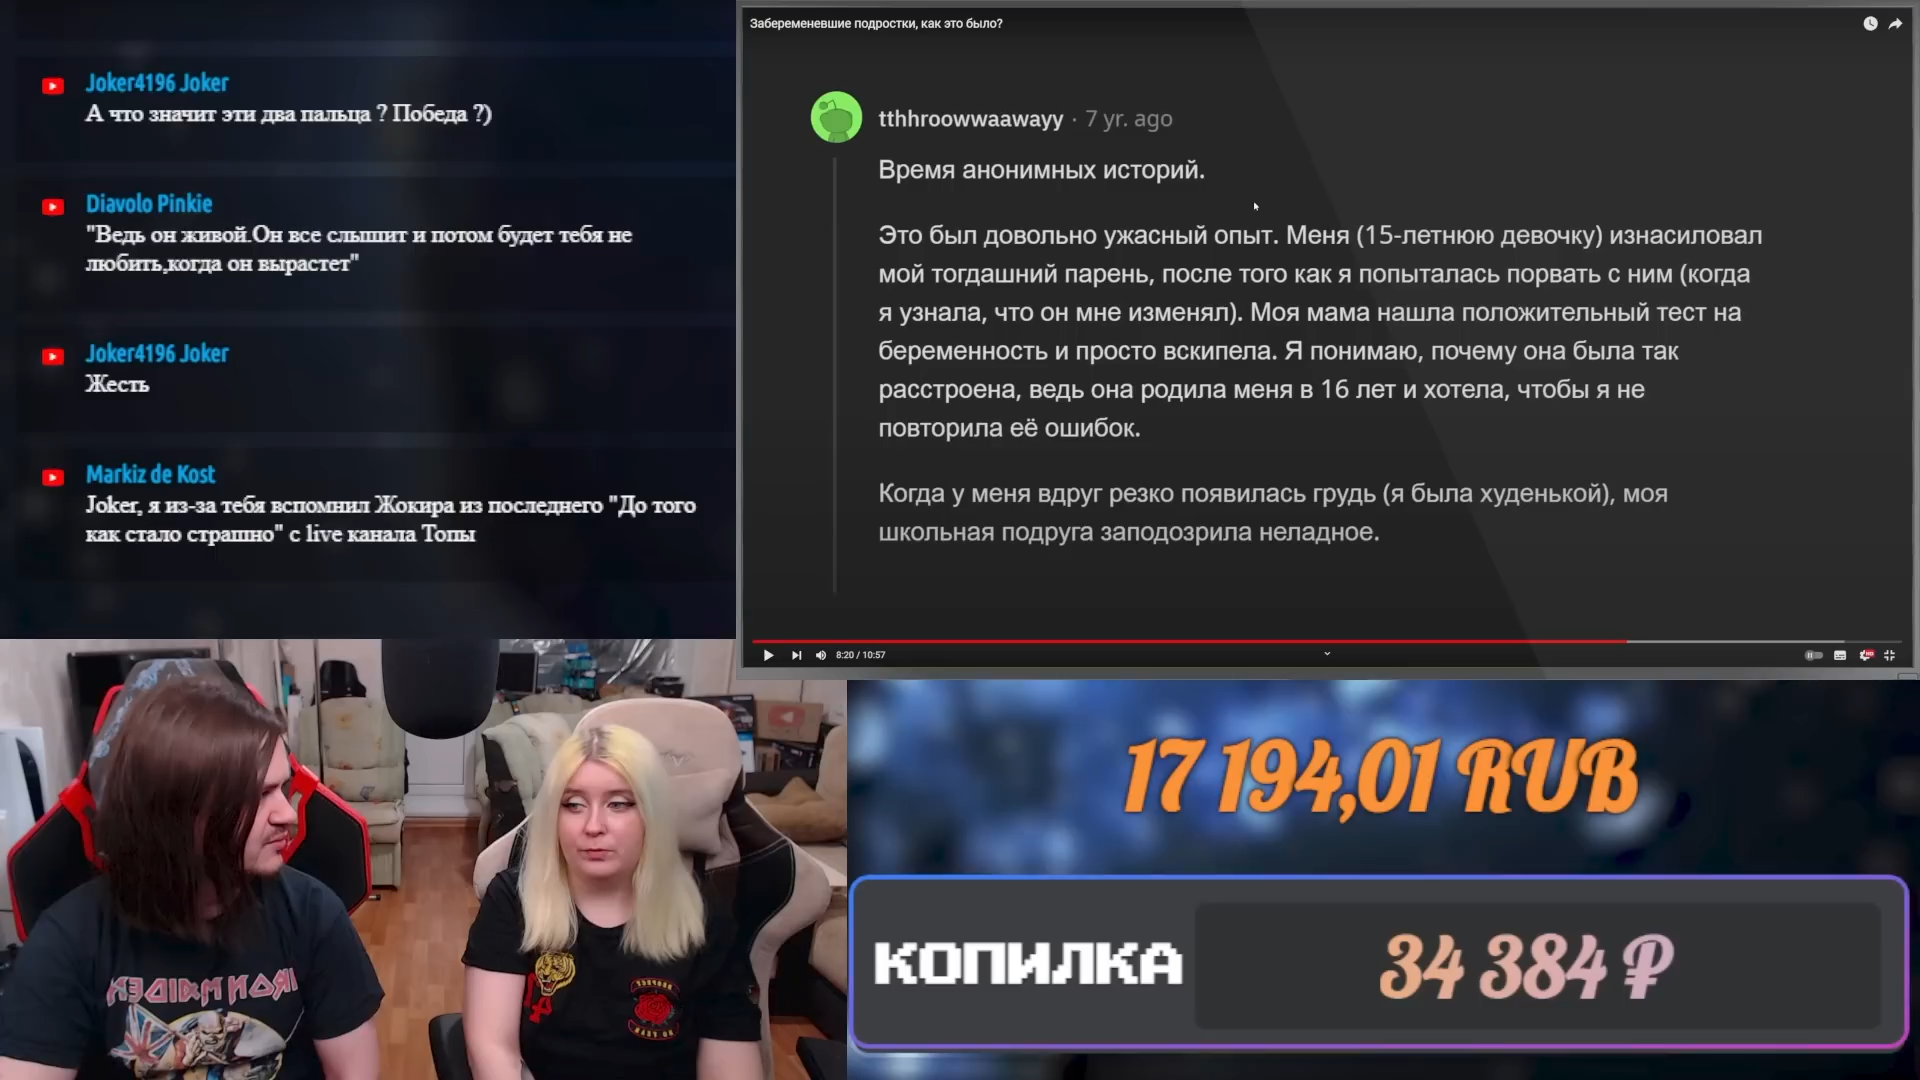 Joker4196 Joker
А что значит эти два пальца ? Победа ?)
Diavolo Pinkie
"Ведь он живой.Он все слышит и потом будет тебя не
любить,когда он вырастет"
Joker4196 Joker
Жесть
Markiz de Kost
Joker, я из-за тебя вспомнил Жокира из последнего "До того
как стало страшно" с live канала Топы
Забеременевшие подростки, как это было?
tthhroowwaawayy · 7 yr. ago
Время анонимных историй.
Это был довольно ужасный опыт. Меня (15-летнюю девочку) изнасиловал
мой тогдашний парень, после того как я попыталась порвать с ним (когда
я узнала, что он мне изменял). Моя мама нашла положительный тест на
беременность и просто вскипела. Я понимаю, почему она была так
расстроена, ведь она родила меня в 16 лет и хотела, чтобы я не
повторила её ошибок.
Когда у меня вдруг резко появилась грудь (я была худенькой), моя
школьная подруга заподозрила неладное.
8:20 / 10:57
17 194,01 RUB
КОПИЛКА
34 384 ₽